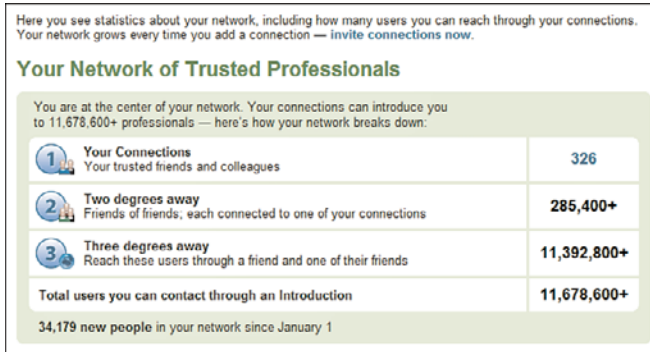 Here you see statistics about your network, including how many users you can reach through your connections.
Your network grows every time you add a connection — invite connections now.
Your Network of Trusted Professionals
You are at the center of your network. Your connections can introduce you
to 11,678,600+ professionals — here's how your network breaks down:
1 Your Connections
Your trusted friends and colleagues
326
2 Two degrees away
Friends of friends; each connected to one of your connections
285,400+
3 Three degrees away
Reach these users through a friend and one of their friends
11,392,800+
Total users you can contact through an Introduction 11,678,600+
34,179 new people in your network since January 1